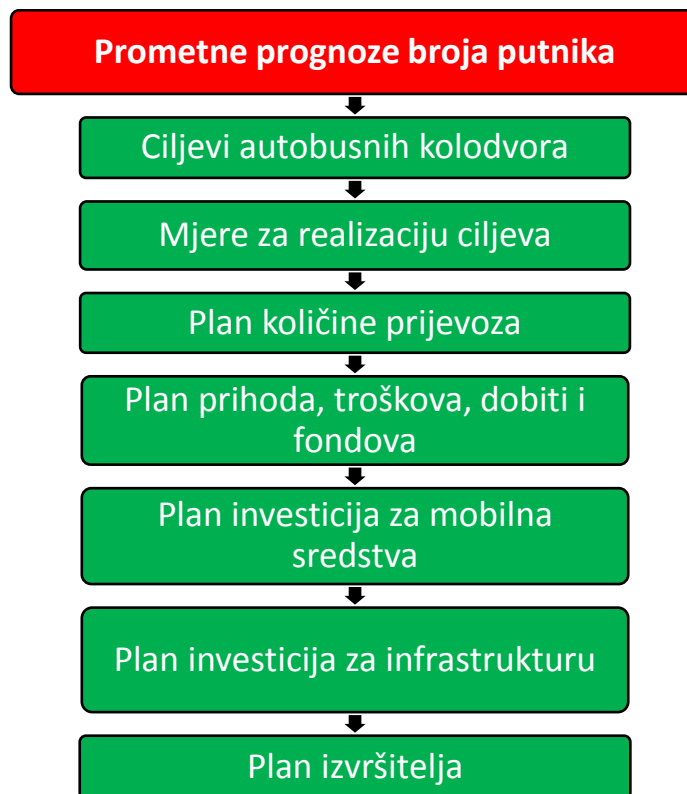 Prometne prognoze broja putnika
Ciljevi autobusnih kolodvora
Mjere za realizaciju ciljeva
Plan količine prijevoza
Plan prihoda, troškova, dobiti i
fondova
Plan investicija za mobilna
sredstva
Plan investicija za infrastrukturu
Plan izvršitelja